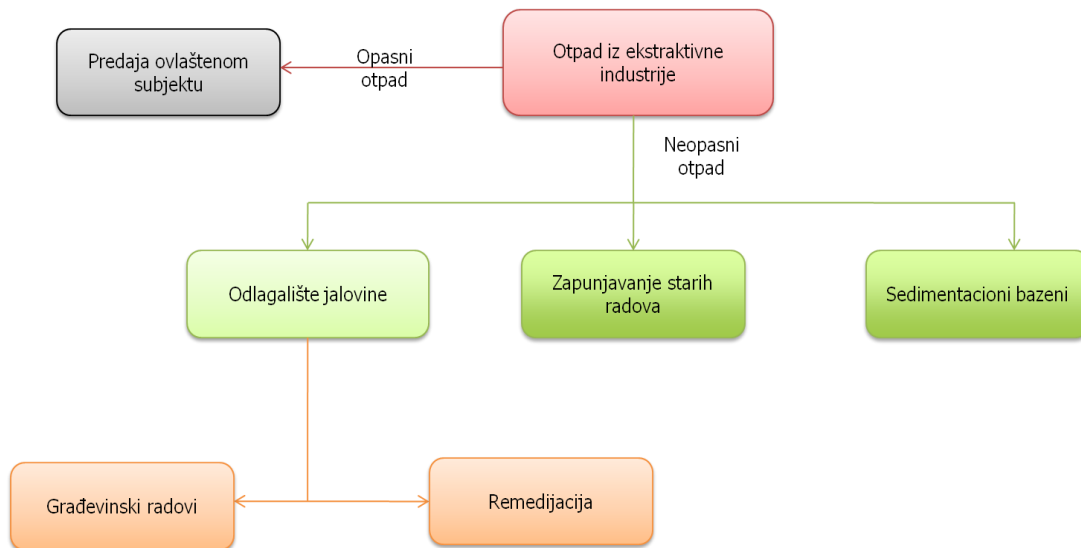 Predaja ovlaštenom
subjektu
Opasni
otpad
Otpad iz ekstraktivne
industrije
Neopasni
otpad
Odlagalište jalovine
Zapunjavanje starih
radova
Sedimentacioni bazeni
Građevinski radovi
Remedijacija